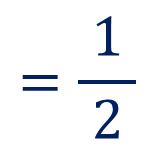 = 1/2